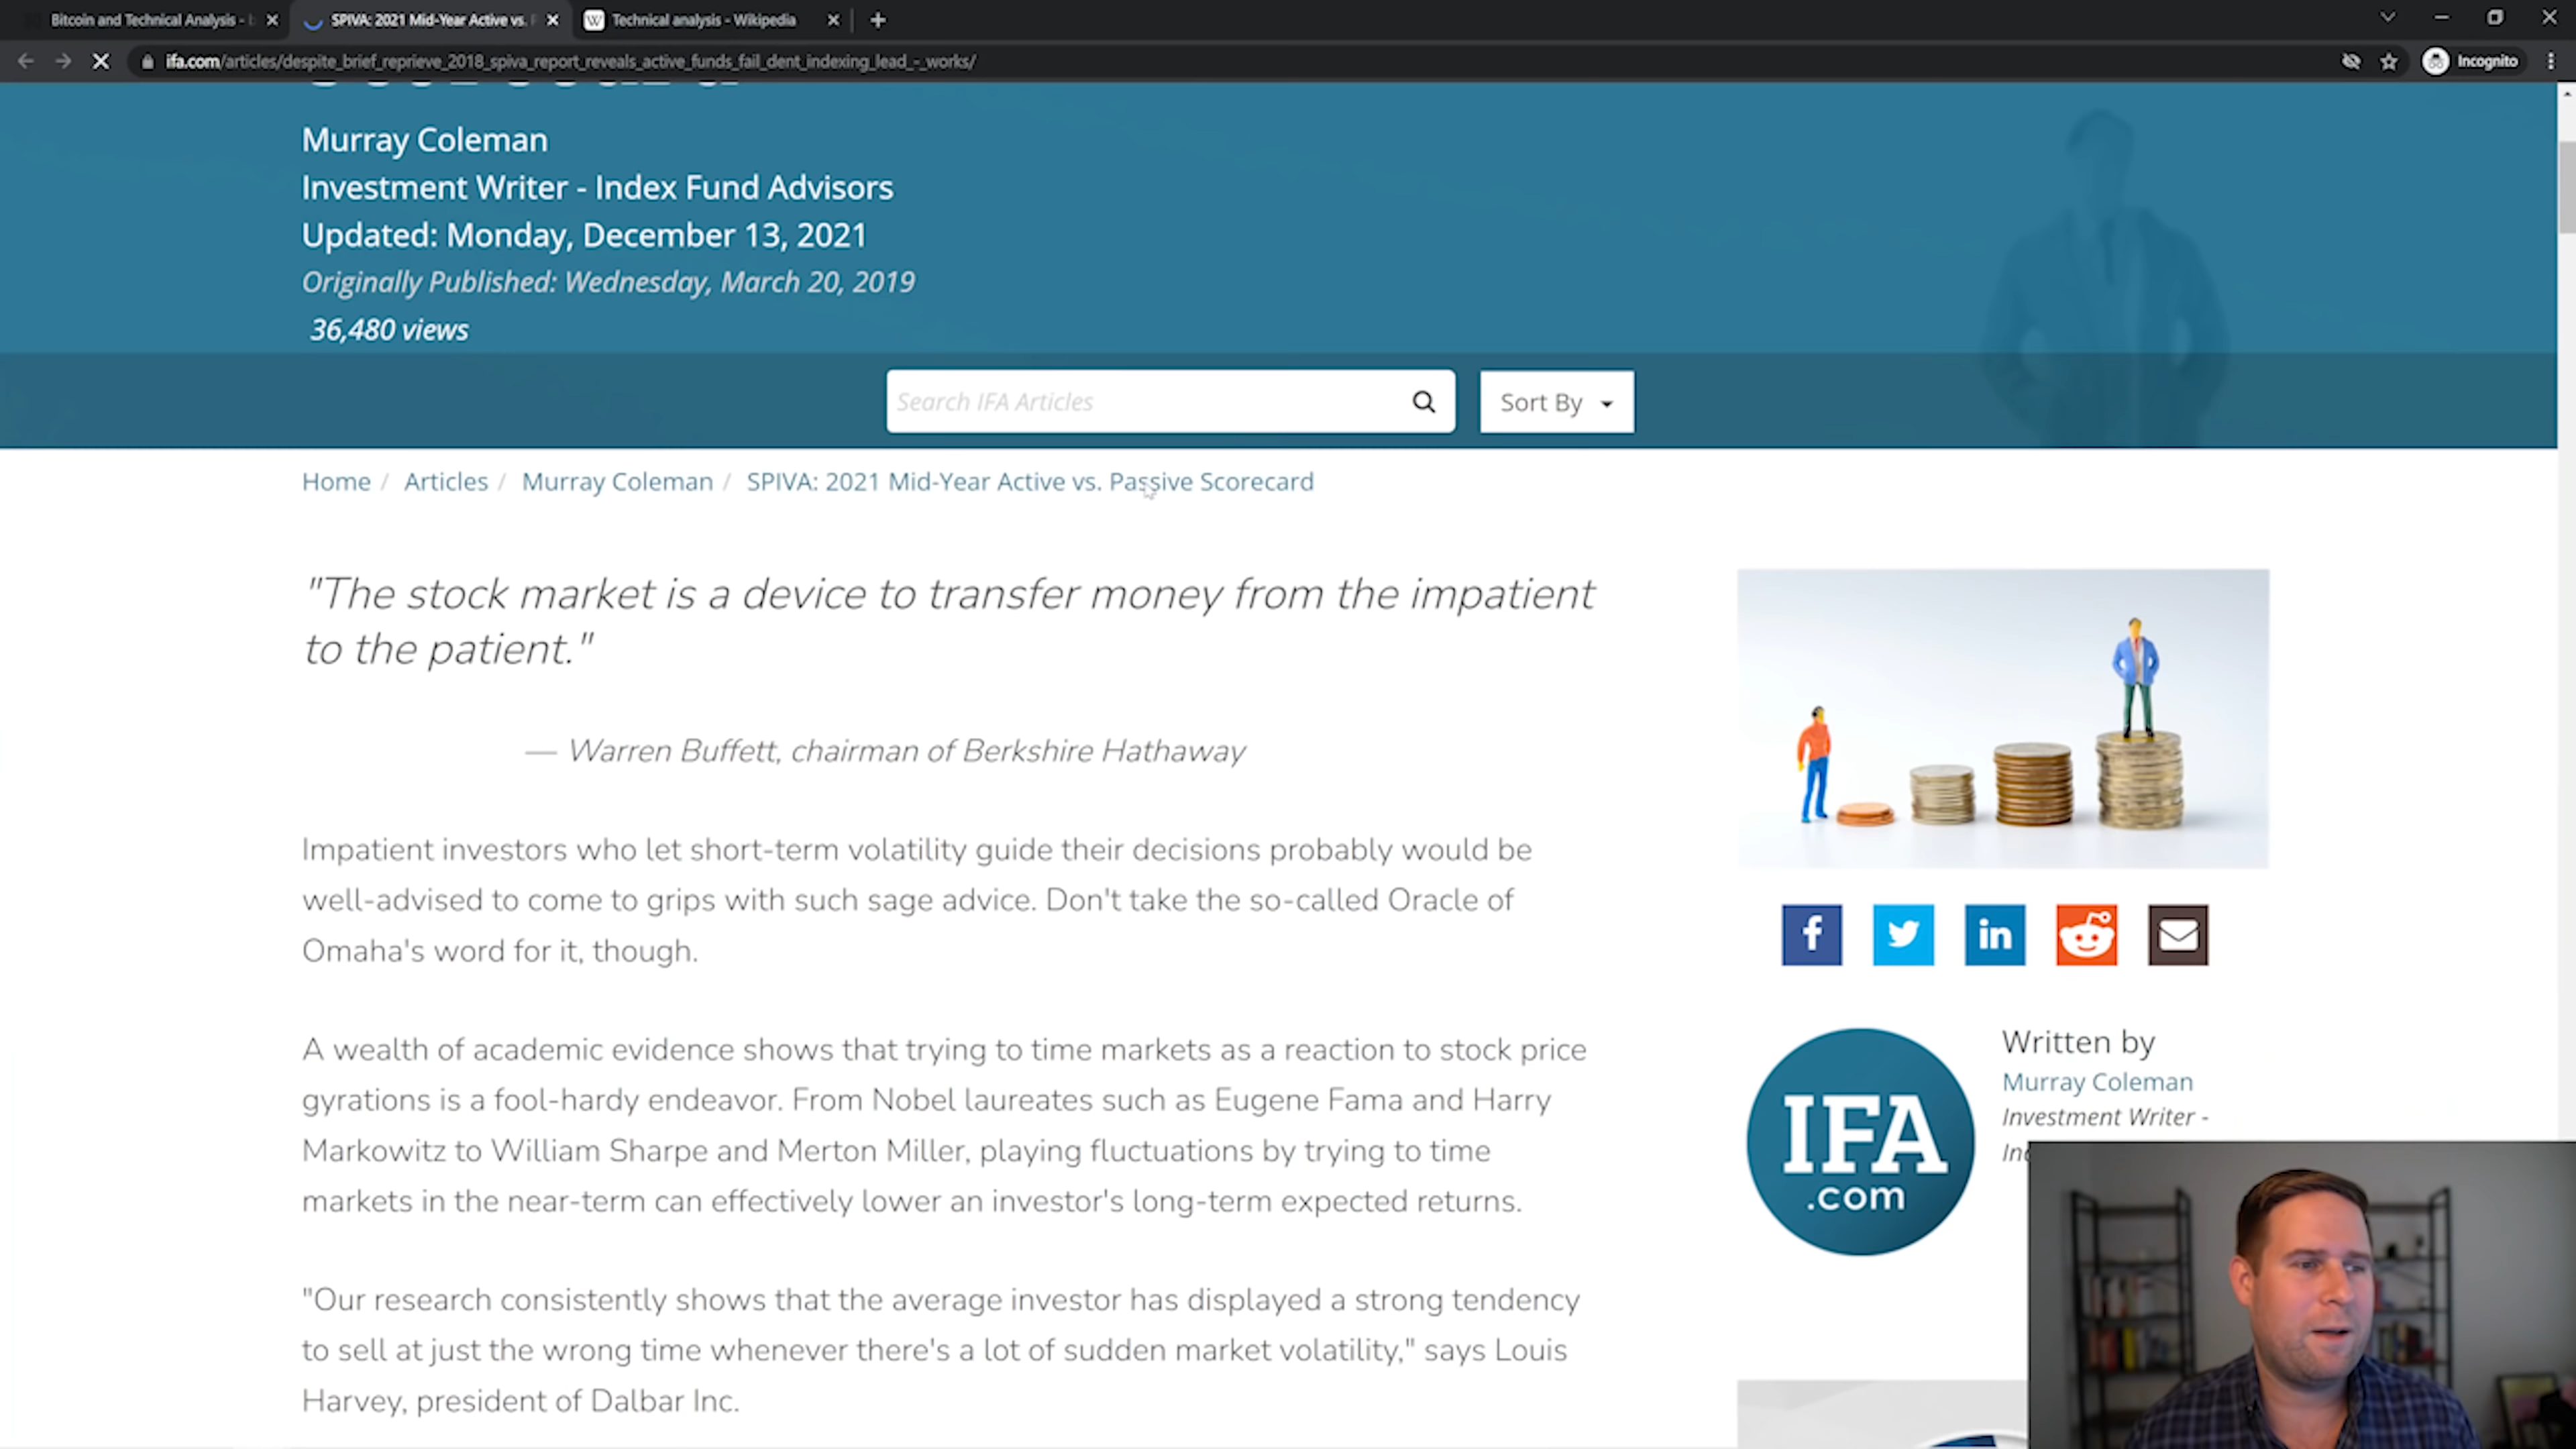 Bitcoin and Technical Analysis -
SPIVA: 2021 Mid-Year Active vs.
Technical analysis - Wikipedia
ifa.com/articles/despite_brief_reprieve_2018_spiva_report_reveals_active_funds_fail_dent_indexing_lead_-_works/
Incognito
Murray Coleman
Investment Writer - Index Fund Advisors
Updated: Monday, December 13, 2021
Originally Published: Wednesday, March 20, 2019
36,480 views
Search IFA Articles
Sort By
Home / Articles / Murray Coleman / SPIVA: 2021 Mid-Year Active vs. Passive Scorecard
"The stock market is a device to transfer money from the impatient
to the patient."
— Warren Buffett, chairman of Berkshire Hathaway
Impatient investors who let short-term volatility guide their decisions probably would be
well-advised to come to grips with such sage advice. Don't take the so-called Oracle of
Omaha's word for it, though.
A wealth of academic evidence shows that trying to time markets as a reaction to stock price
gyrations is a fool-hardy endeavor. From Nobel laureates such as Eugene Fama and Harry
Markowitz to William Sharpe and Merton Miller, playing fluctuations by trying to time
markets in the near-term can effectively lower an investor's long-term expected returns.
"Our research consistently shows that the average investor has displayed a strong tendency
to sell at just the wrong time whenever there's a lot of sudden market volatility," says Louis
Harvey, president of Dalbar Inc.
IFA
.com
Written by
Murray Coleman
Investment Writer -